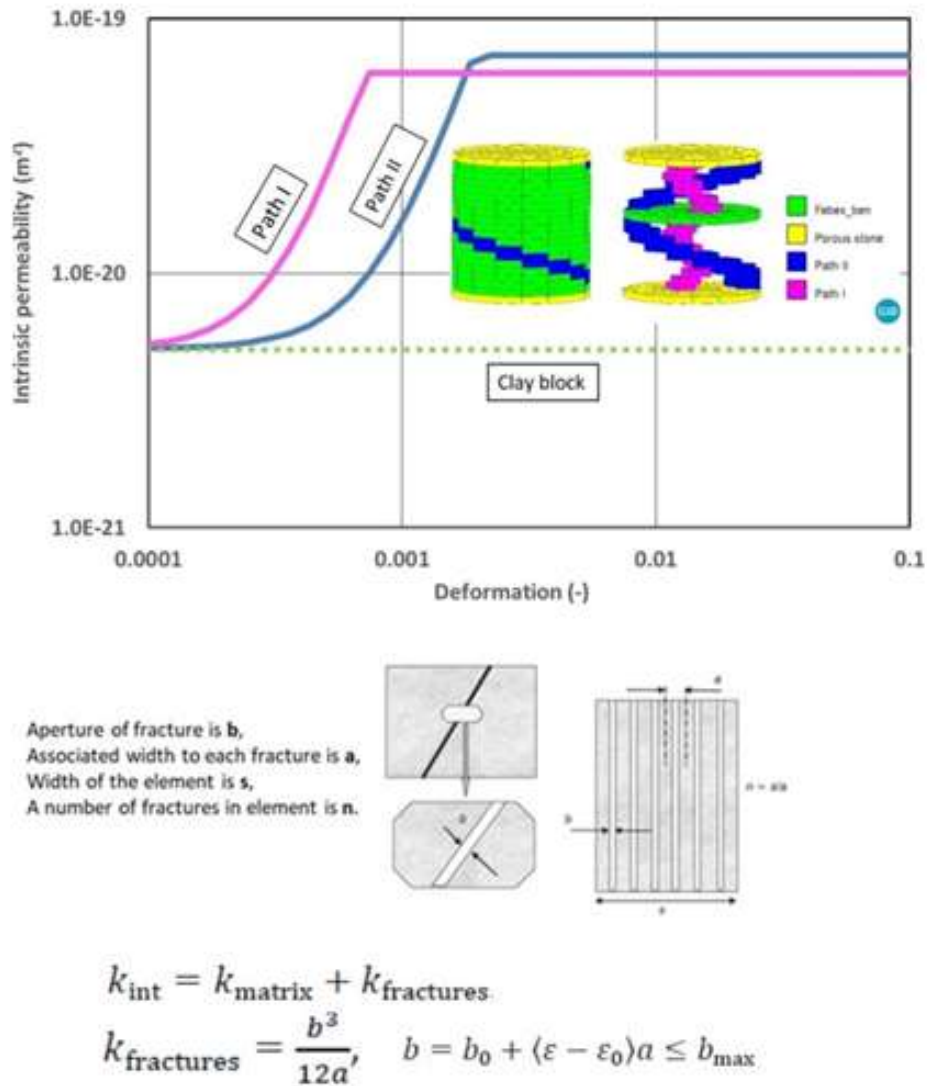 1.0E-19
Intrinsic permeability (m²)
Path I
Path II
Febex_ben
Porous stone
Path II
Path I
1.0E-20
Clay block
1.0E-21
0.0001
0.001
0.01
0.1
Deformation (-)
Aperture of fracture is b,
Associated width to each fracture is a,
Width of the element is s,
A number of fractures in element is n.
b
k_int = k_matrix + k_fractures
k_fractures = b³/12a, b = b₀ + ⟨ε − ε₀⟩a ≤ b_max